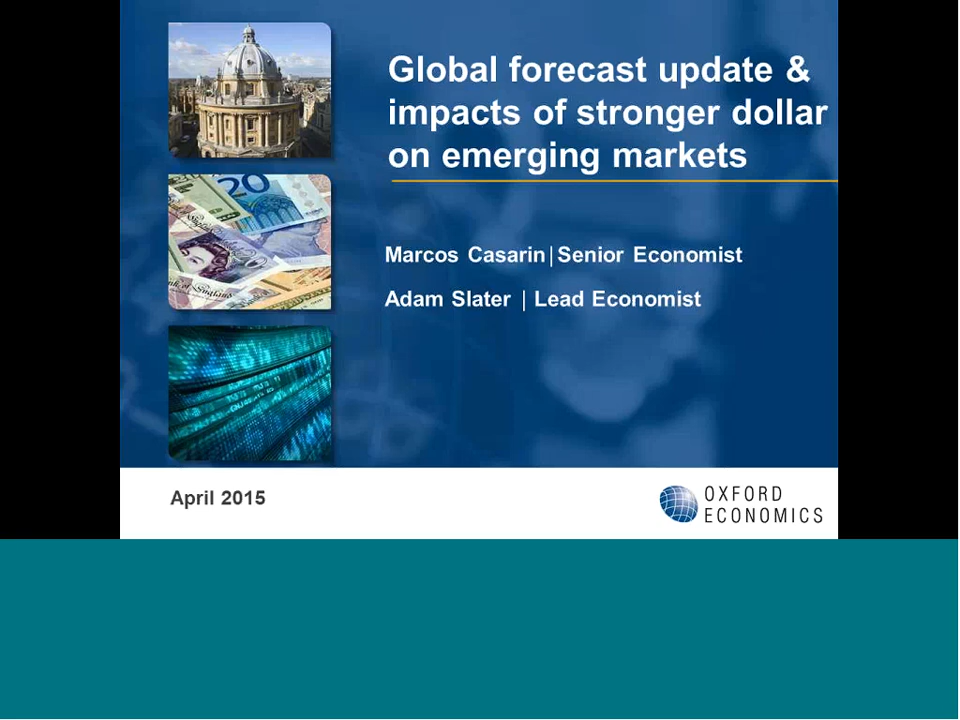 Global forecast update &
impacts of stronger dollar
on emerging markets
20
Marcos Casarin|Senior Economist
Adam Slater | Lead Economist
April 2015
OXFORD
ECONOMICS